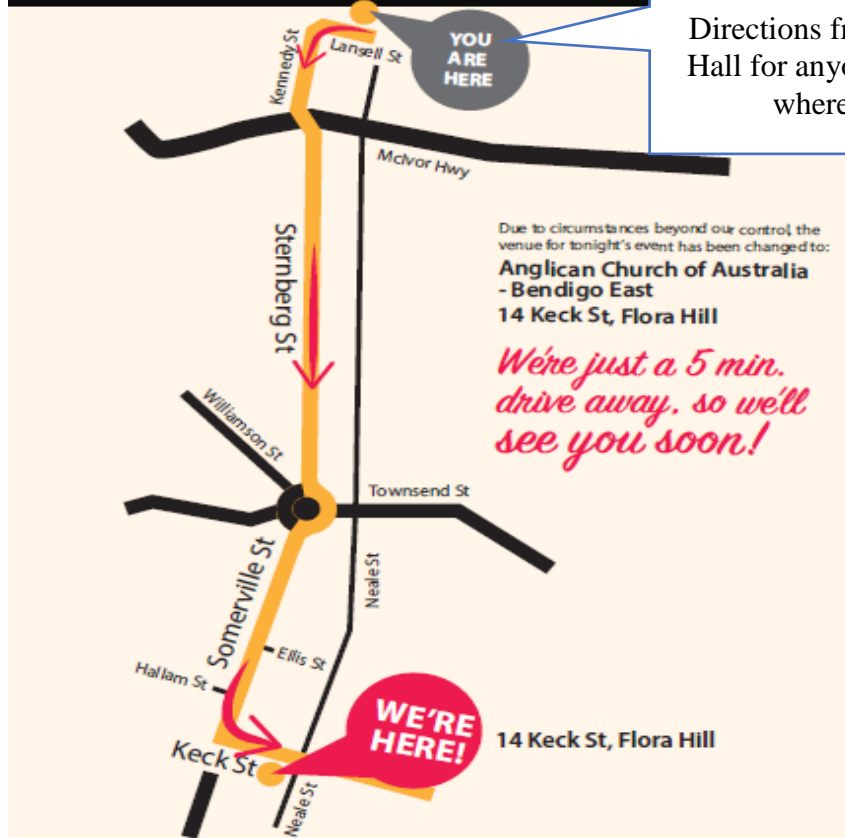 Directions fr
Hall for anyo
where
YOU
ARE
HERE
Lansell St
Kennedy St
McIvor Hwy
Sternberg St
Due to circumstances beyond our control, the
venue for tonight's event has been changed to:
Anglican Church of Australia
- Bendigo East
14 Keck St, Flora Hill
We're just a 5 min.
drive away, so we'll
see you soon!
Williamson St
Townsend St
Neale St
Somerville St
Ellis St
Hallam St
WE'RE
HERE!
14 Keck St, Flora Hill
Keck St
Neale St